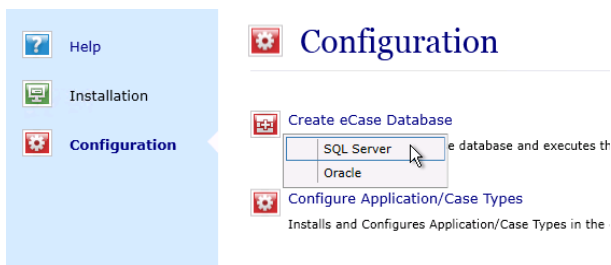 Help
Installation
Configuration
Configuration
Create eCase Database
SQL Server
e database and executes th
Oracle
Configure Application/Case Types
Installs and Configures Application/Case Types in the